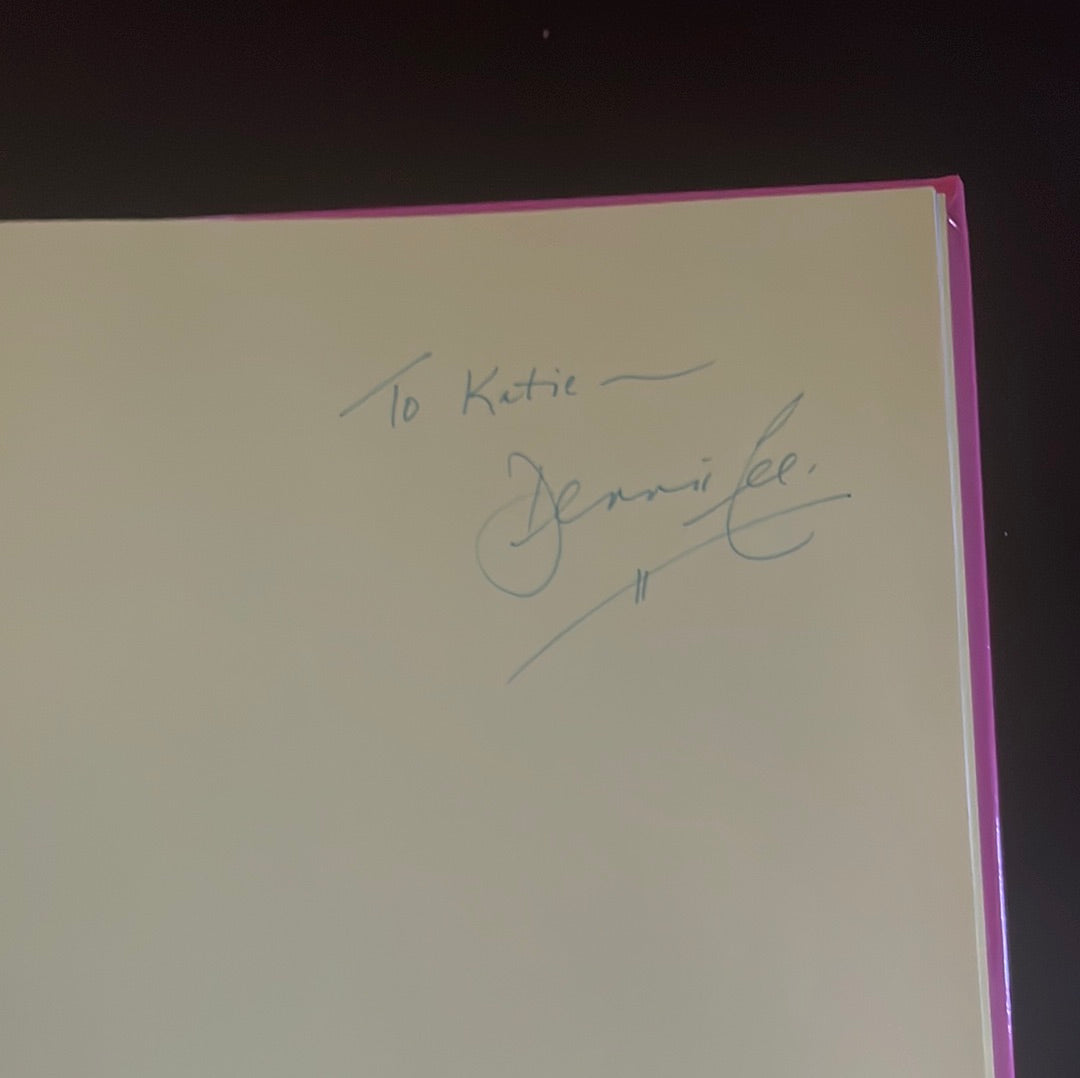 To Katie —
Dennis Lee.